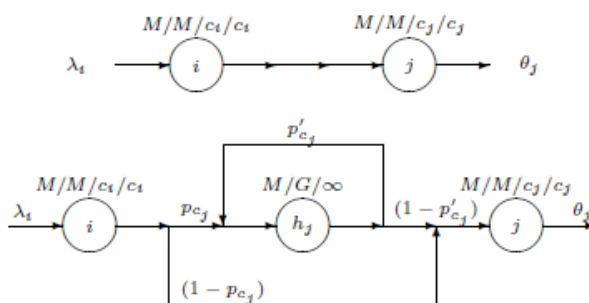 M/M/c_i/c_i M/M/c_j/c_j
λ_i i j θ_j
p'_{c_j}
M/M/c_i/c_i M/G/∞ M/M/c_j/c_j
λ_i i p_{c_j} h_j (1 − p'_{c_j}) j θ_j
(1 − p_{c_j})